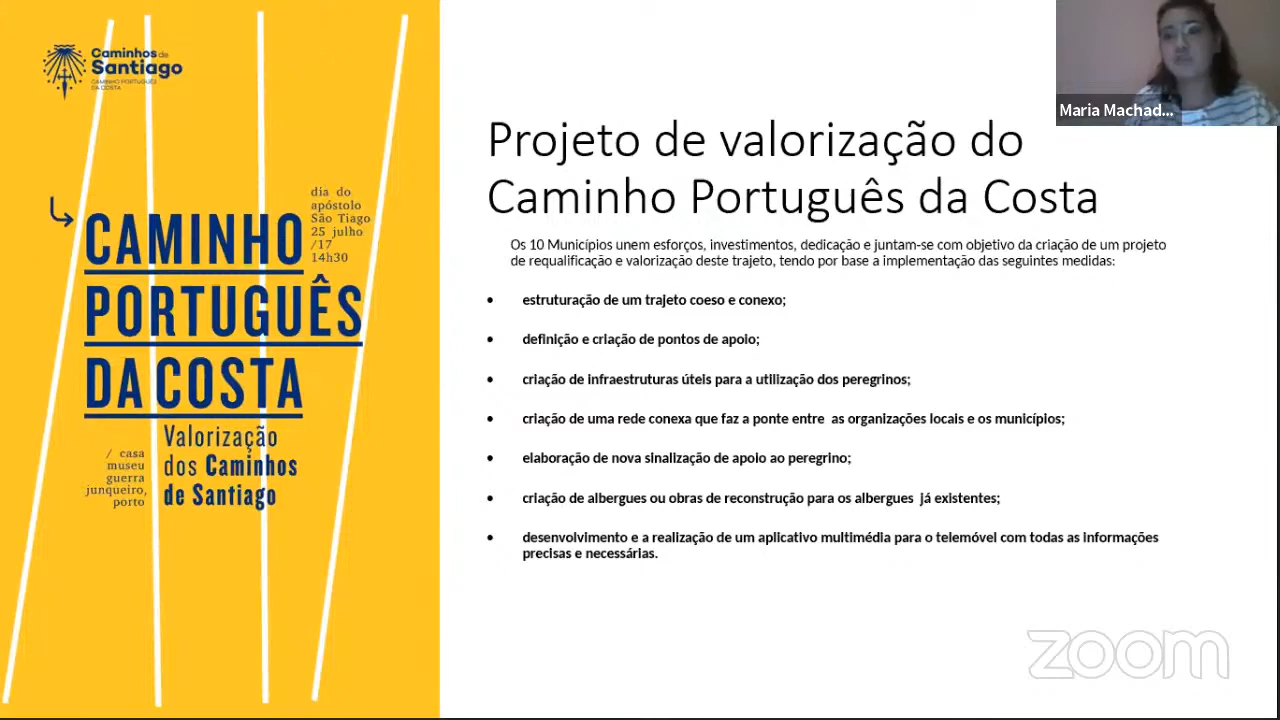 Caminhos de
Santiago
CAMINHO PORTUGUÊS
DA COSTA
dia do
apóstolo
São Tiago
25 julho
/17
14h30
CAMINHO
PORTUGUÊS
DA COSTA
Valorização
dos Caminhos
de Santiago
/ casa
museu
guerra
junqueiro,
porto
Projeto de valorização do
Caminho Português da Costa
Os 10 Municípios unem esforços, investimentos, dedicação e juntam-se com objetivo da criação de um projeto
de requalificação e valorização deste trajeto, tendo por base a implementação das seguintes medidas:
• estruturação de um trajeto coeso e conexo;
• definição e criação de pontos de apoio;
• criação de infraestruturas úteis para a utilização dos peregrinos;
• criação de uma rede conexa que faz a ponte entre as organizações locais e os municípios;
• elaboração de nova sinalização de apoio ao peregrino;
• criação de albergues ou obras de reconstrução para os albergues já existentes;
• desenvolvimento e a realização de um aplicativo multimédia para o telemóvel com todas as informações
precisas e necessárias.
Maria Machad...
zoom